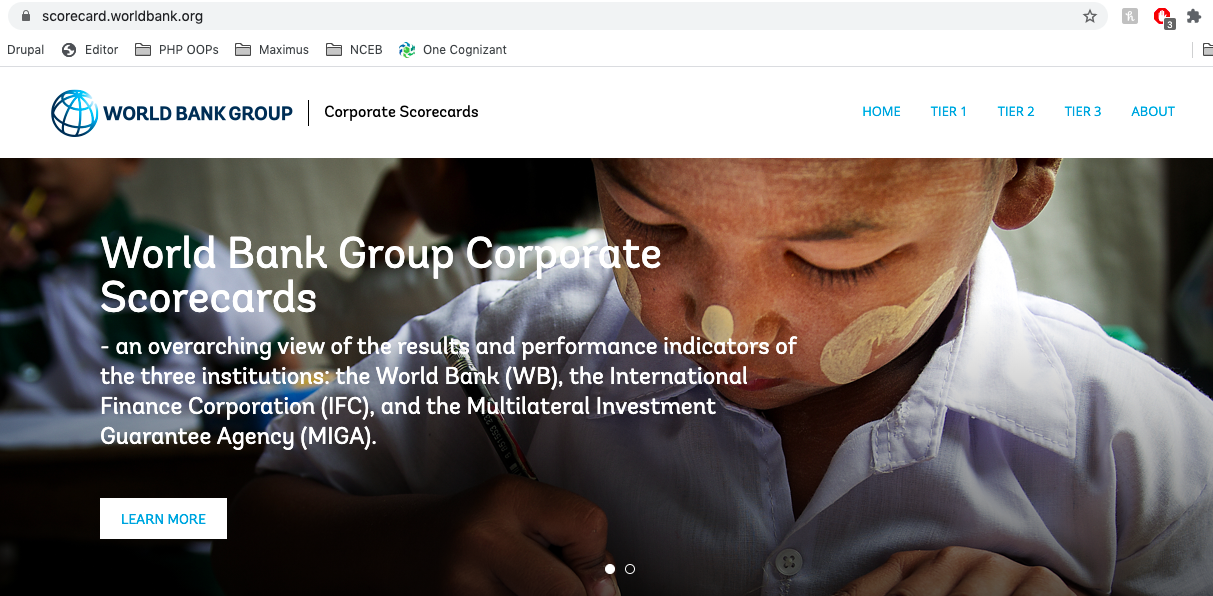 scorecard.worldbank.org
3
Drupal Editor PHP OOPs Maximus NCEB One Cognizant
WORLD BANK GROUP Corporate Scorecards HOME TIER 1 TIER 2 TIER 3 ABOUT
World Bank Group Corporate
Scorecards
- an overarching view of the results and performance indicators of
the three institutions: the World Bank (WB), the International
Finance Corporation (IFC), and the Multilateral Investment
Guarantee Agency (MIGA).
LEARN MORE